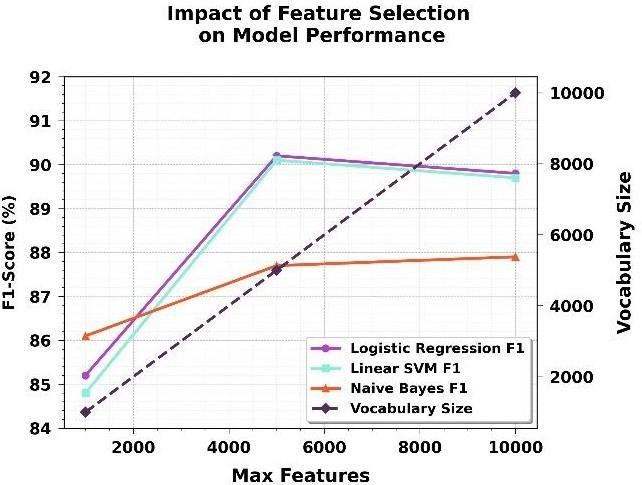 Impact of Feature Selection
on Model Performance
F1-Score (%)
92
91
90
89
88
87
86
85
84
10000
8000
6000
4000
2000
Vocabulary Size
Logistic Regression F1
Linear SVM F1
Naive Bayes F1
Vocabulary Size
2000 4000 6000 8000 10000
Max Features